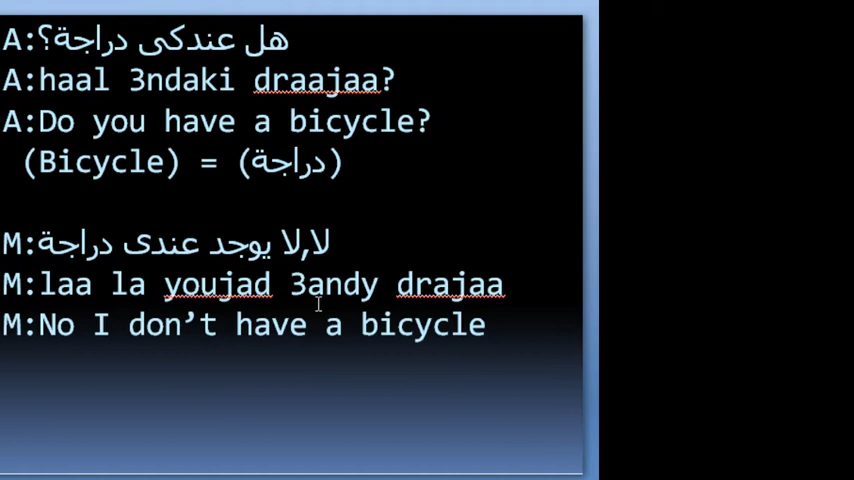 A:هل عندكى دراجة؟
A:haal 3ndaki draajaa?
A:Do you have a bicycle?
(Bicycle) = (دراجة)
M:لا,لا يوجد عندى دراجة
M:laa la youjad 3andy drajaa
M:No I don’t have a bicycle